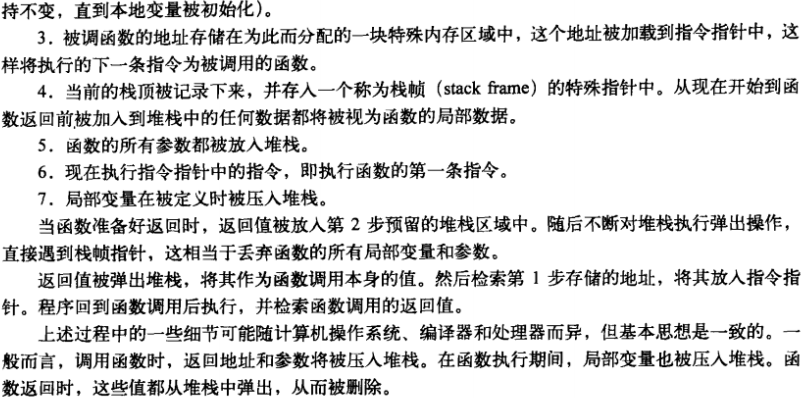 持不变，直到本地变量被初始化）。
3．被调函数的地址存储在为此而分配的一块特殊内存区域中，这个地址被加载到指令指针中，这
样将执行的下一条指令为被调用的函数。
4．当前的栈顶被记录下来，并存入一个称为栈帧（stack frame）的特殊指针中。从现在开始到函
数返回前被加入到堆栈中的任何数据都将被视为函数的局部数据。
5．函数的所有参数都被放入堆栈。
6．现在执行指令指针中的指令，即执行函数的第一条指令。
7．局部变量在被定义时被压入堆栈。
当函数准备好返回时，返回值被放入第 2 步预留的堆栈区域中。随后不断对堆栈执行弹出操作，
直接遇到栈帧指针，这相当于丢弃函数的所有局部变量和参数。
返回值被弹出堆栈，将其作为函数调用本身的值。然后检索第 1 步存储的地址，将其放入指令指
针。程序回到函数调用后执行，并检索函数调用的返回值。
上述过程中的一些细节可能随计算机操作系统、编译器和处理器而异，但基本思想是一致的。一
般而言，调用函数时，返回地址和参数将被压入堆栈。在函数执行期间，局部变量也被压入堆栈。函
数返回时，这些值都从堆栈中弹出，从而被删除。